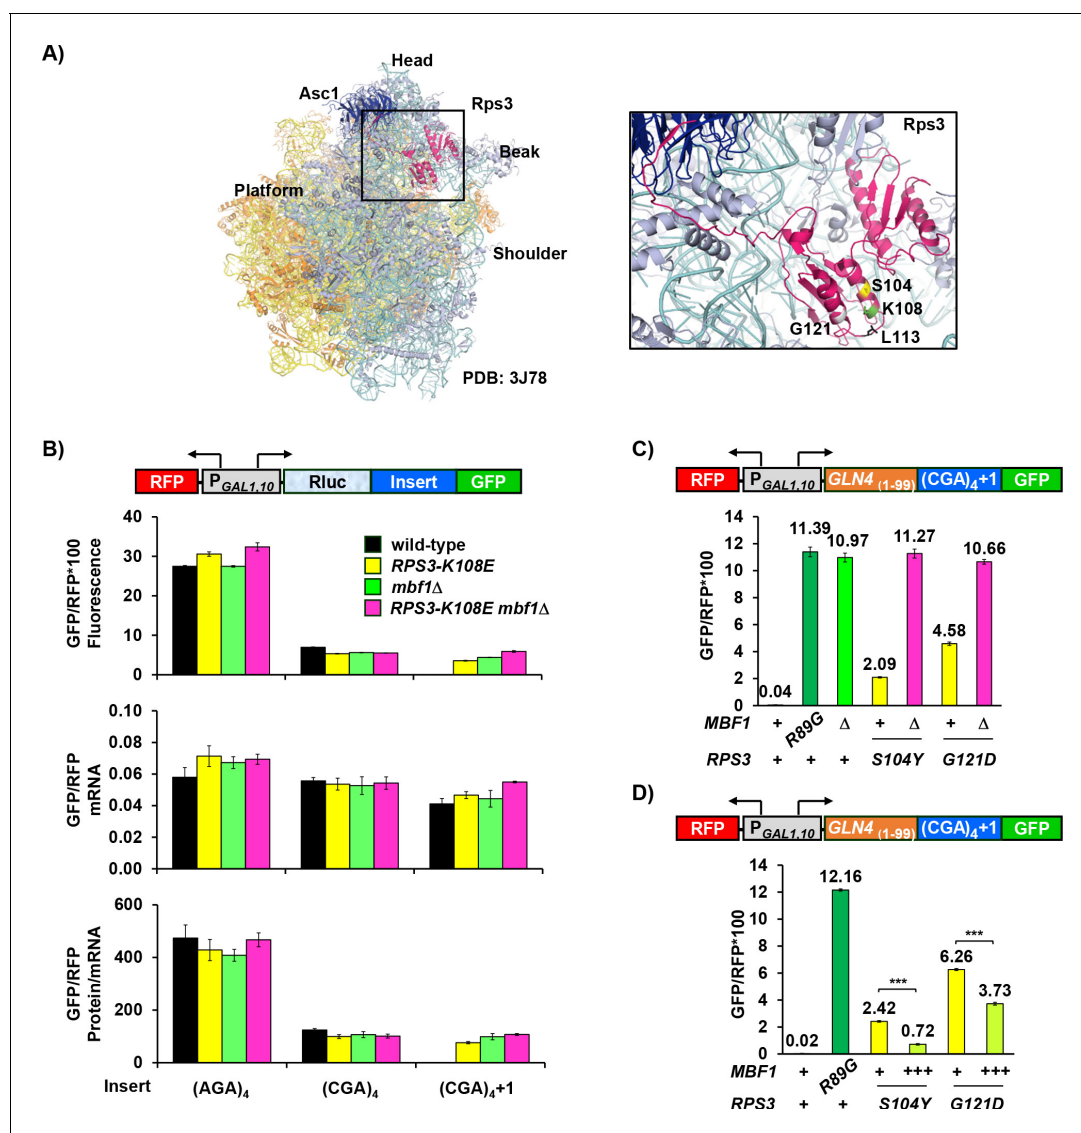 A)
Head
Asc1
Rps3
Beak
Platform
Shoulder
PDB: 3J78
Rps3
S104
K108
G121
L113
B)
RFP PGAL1,10 Rluc Insert GFP
GFP/RFP*100
Fluorescence
40
30
20
10
0
wild-type
RPS3-K108E
mbf1Δ
RPS3-K108E mbf1Δ
GFP/RFP
mRNA
0.10
0.08
0.06
0.04
0.02
0.00
GFP/RFP
Protein/mRNA
600
400
200
0
Insert (AGA)4 (CGA)4 (CGA)4+1
C)
RFP PGAL1,10 GLN4 (1-99) (CGA)4+1 GFP
GFP/RFP*100
14
12
10
8
6
4
2
0
0.04 11.39 10.97 2.09 11.27 4.58 10.66
MBF1 + R89G Δ + Δ + Δ
RPS3 + + + S104Y G121D
D)
RFP PGAL1,10 GLN4 (1-99) (CGA)4+1 GFP
GFP/RFP*100
14
12
10
8
6
4
2
0
0.02 12.16 2.42 0.72 6.26 3.73
*** ***
MBF1 + R89G + +++ + +++
RPS3 + + S104Y G121D